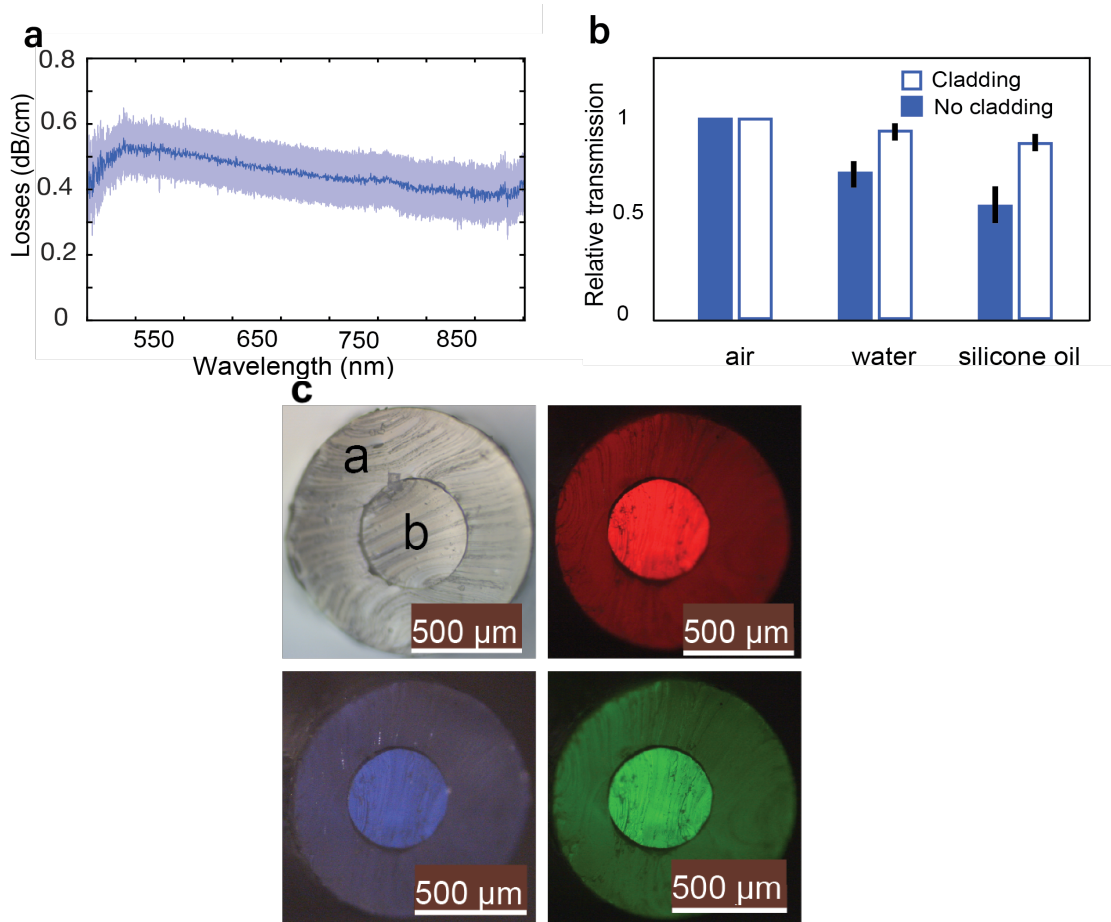 a
0.8
0.6
0.4
0.2
0
Losses (dB/cm)
550 650 750 850
Wavelength (nm)
b
Cladding
No cladding
1
0.5
0
Relative transmission
air water silicone oil
c
a
b
500 µm
500 µm
500 µm
500 µm